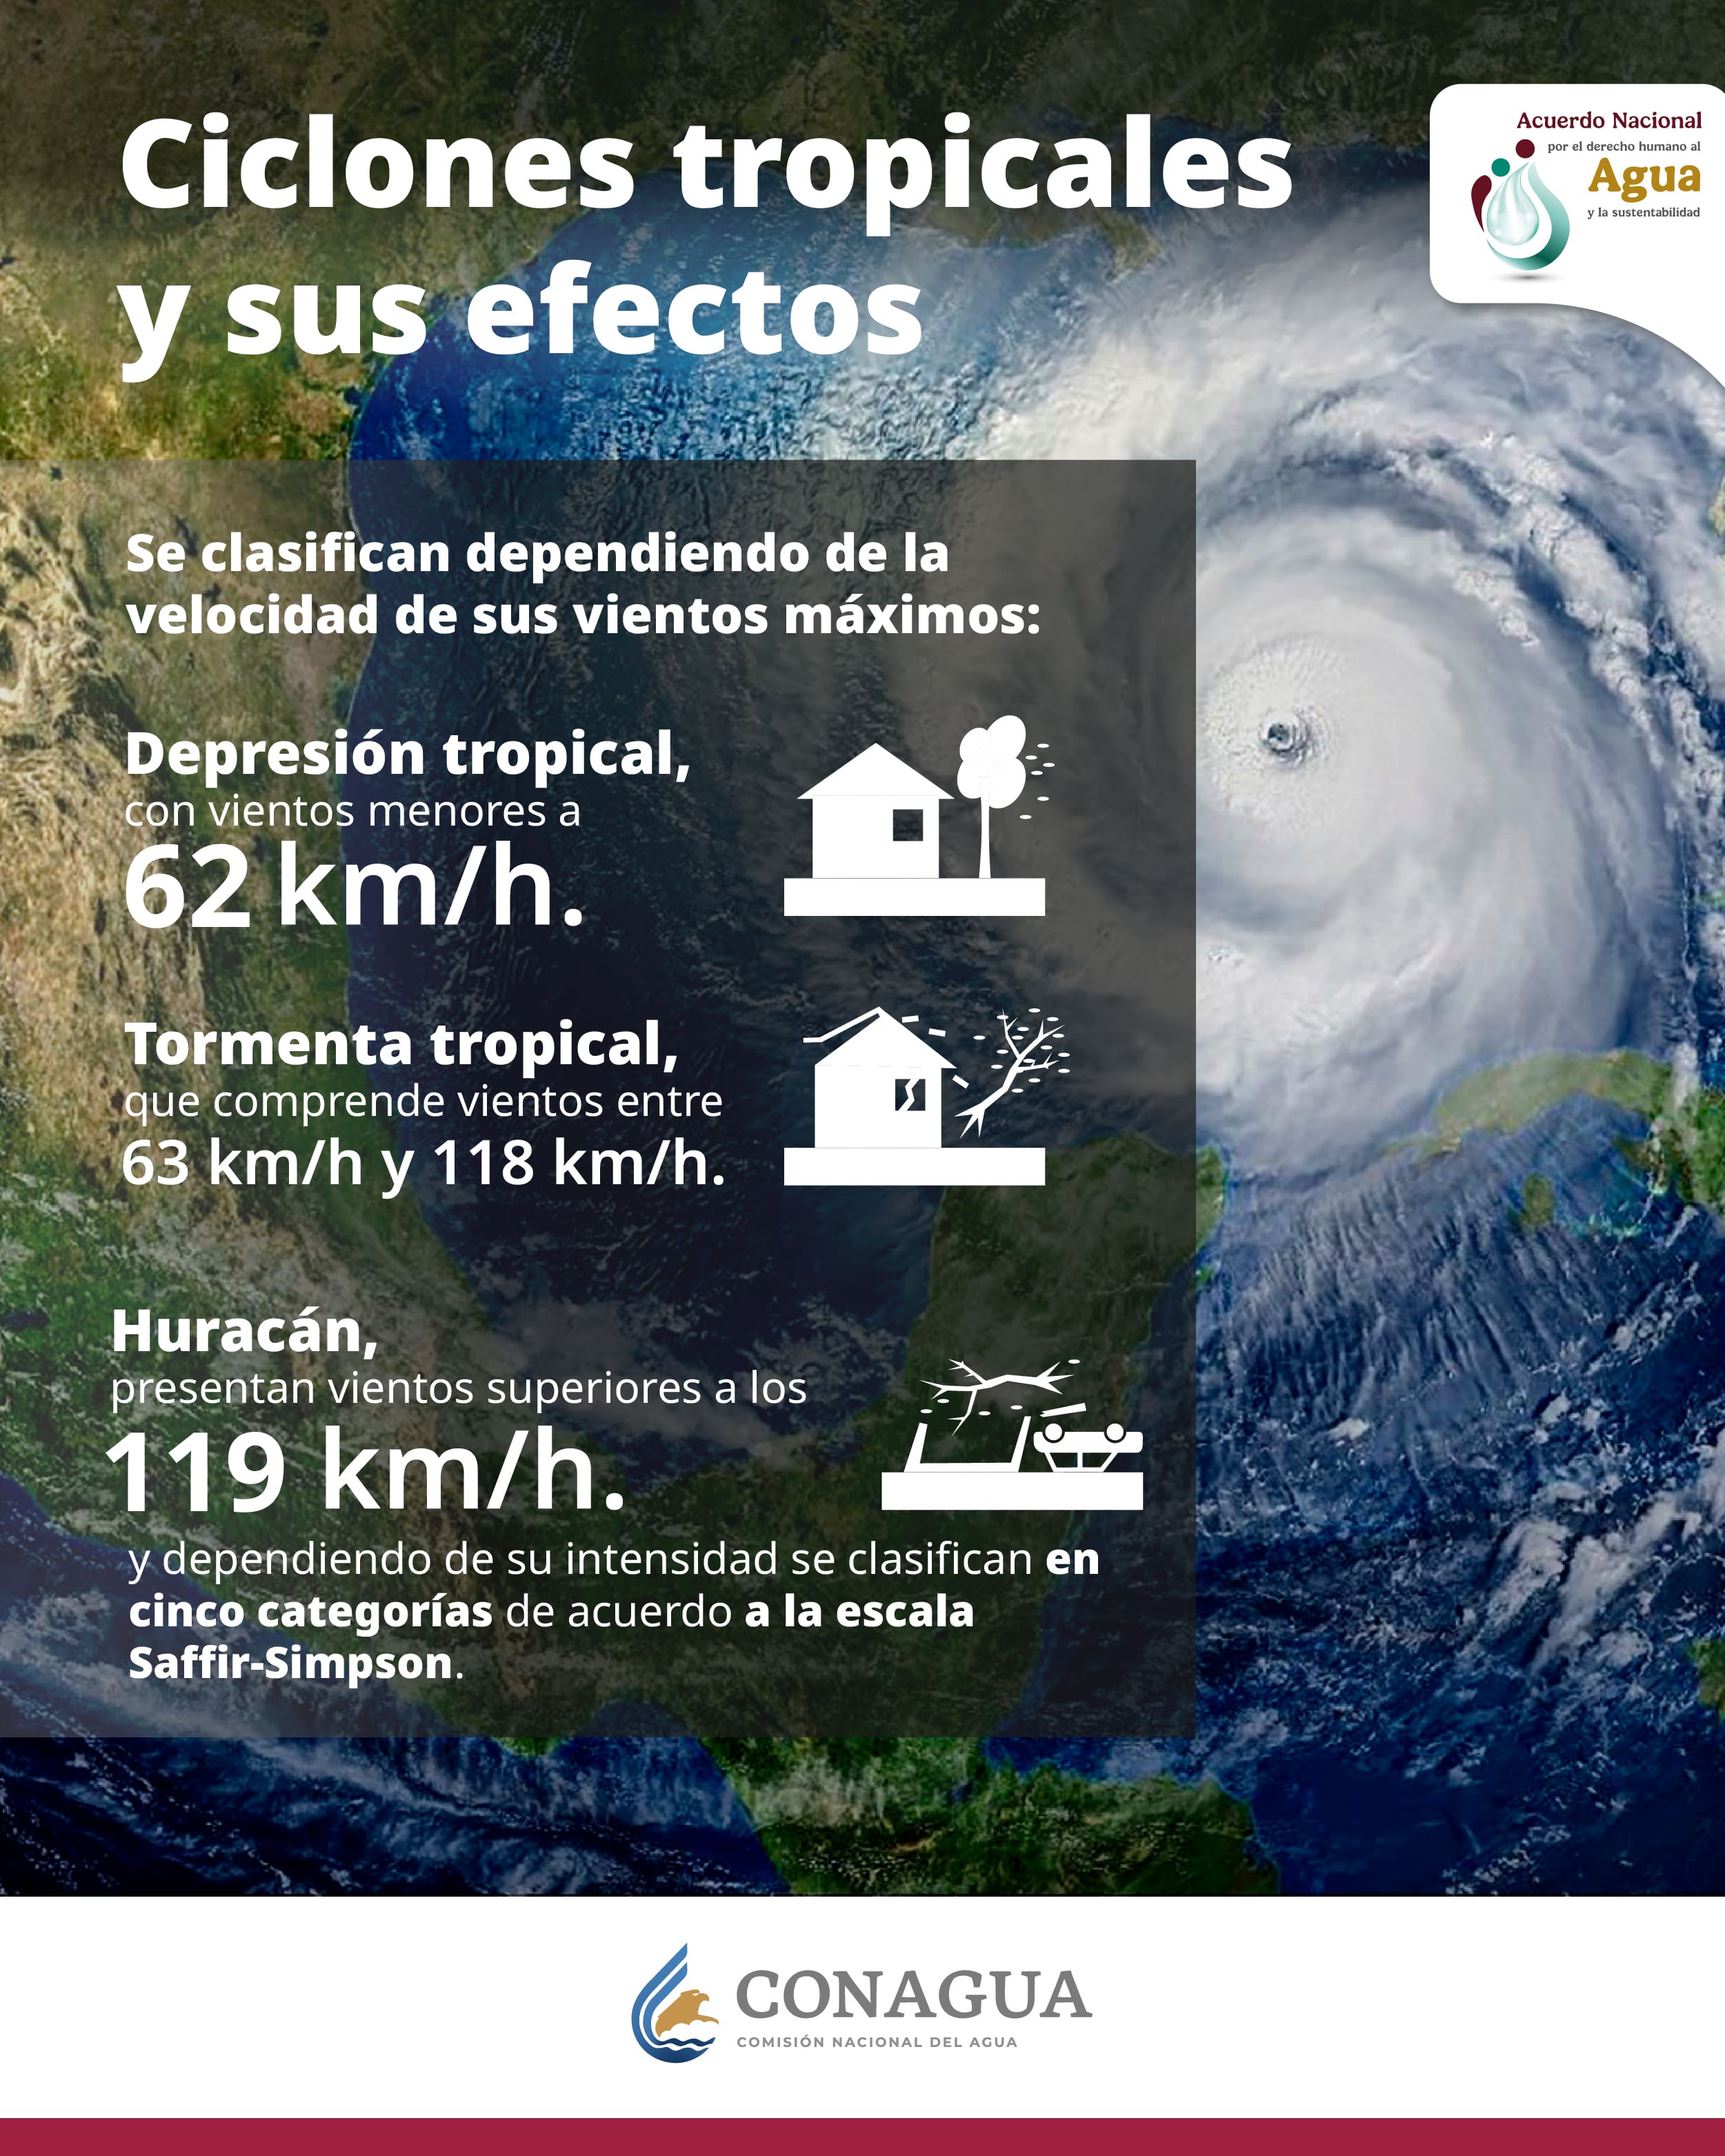 Ciclones tropicales
y sus efectos
Acuerdo Nacional
por el derecho humano al
Agua
y la sustentabilidad
Se clasifican dependiendo de la
velocidad de sus vientos máximos:
Depresión tropical,
con vientos menores a
62 km/h.
Tormenta tropical,
que comprende vientos entre
63 km/h y 118 km/h.
Huracán,
presentan vientos superiores a los
119 km/h.
y dependiendo de su intensidad se clasifican en
cinco categorías de acuerdo a la escala
Saffir-Simpson.
CONAGUA
COMISIÓN NACIONAL DEL AGUA